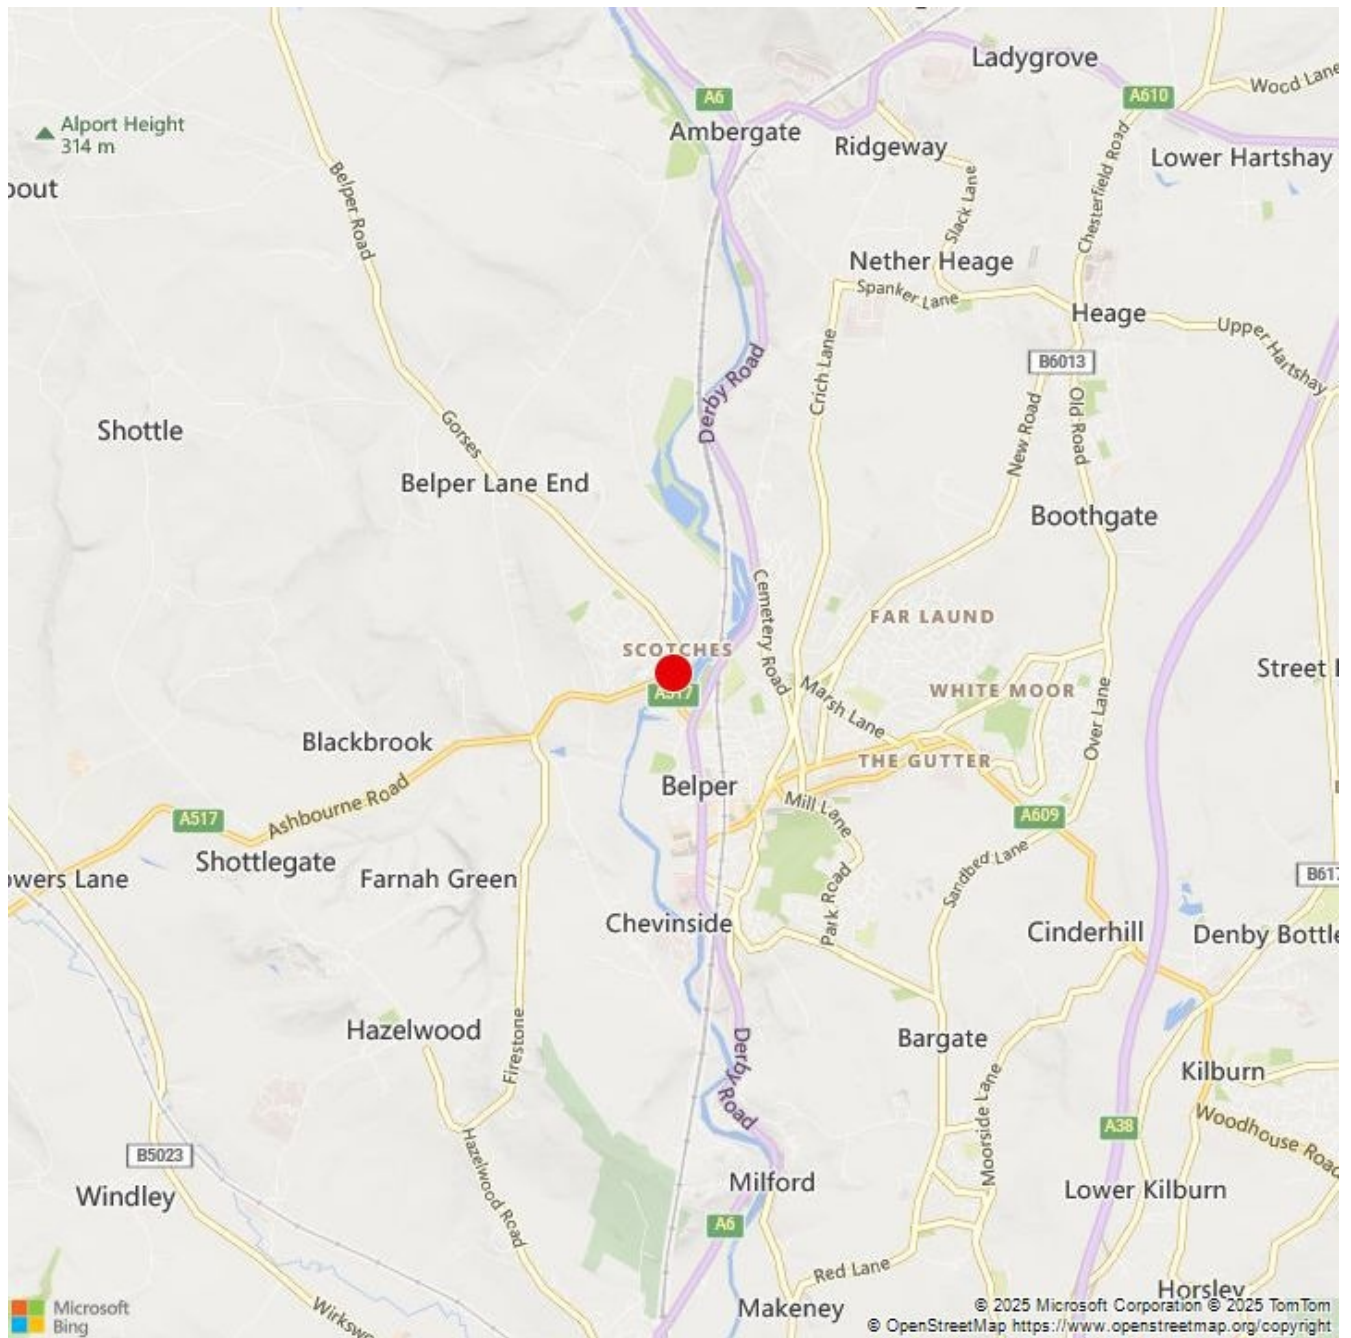 Ladygrove
A6
A610
Wood Lane
Alport Height
314 m
Ambergate
Ridgeway
Lower Hartshay
Belper Road
Chesterfield Road
Slack Lane
Nether Heage
Spanker Lane
Heage
Upper Hartshay
B6013
Crich Lane
Derby Road
New Road
Old Road
Shottle
Gorses
Belper Lane End
Boothgate
Cemetery Road
FAR LAUND
SCOTCHES
Street
A517
Marsh Lane
WHITE MOOR
Over Lane
Blackbrook
THE GUTTER
Belper
Mill Lane
A517
Ashbourne Road
A609
Shottlegate
Sandbed Lane
owers Lane
Farnah Green
B617
Park Road
Chevinside
Cinderhill
Denby Bottle
Hazelwood
Firestone
Derby Road
Bargate
Moorside Lane
Kilburn
Woodhouse Road
A38
B5023
Hazelwood Road
Windley
Milford
Lower Kilburn
A6
Red Lane
Horsley
Makeney
Wirksw
Microsoft
Bing
© 2025 Microsoft Corporation © 2025 TomTom
© OpenStreetMap https://www.openstreetmap.org/copyright